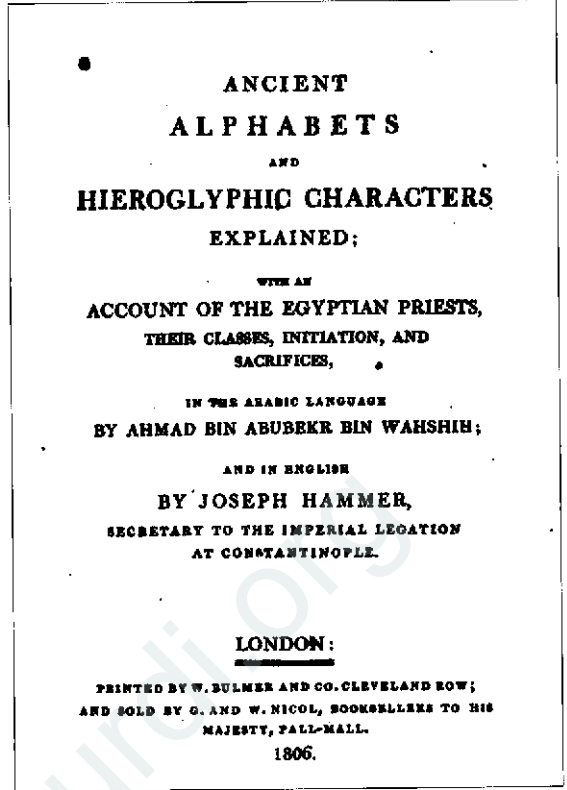 ANCIENT
ALPHABETS
AND
HIEROGLYPHIC CHARACTERS
EXPLAINED;
WITH AN
ACCOUNT OF THE EGYPTIAN PRIESTS,
THEIR CLASSES, INITIATION, AND
SACRIFICES,
IN THE ARABIC LANGUAGE
BY AHMAD BIN ABUBEKR BIN WAHSHIH;
AND IN ENGLISH
BY JOSEPH HAMMER,
SECRETARY TO THE IMPERIAL LEGATION
AT CONSTANTINOPLE.
LONDON:
PRINTED BY W. BULMER AND CO. CLEVELAND ROW;
AND SOLD BY G. AND W. NICOL, BOOKSELLERS TO HIS
MAJESTY, PALL-MALL.
1806.
urdi.org